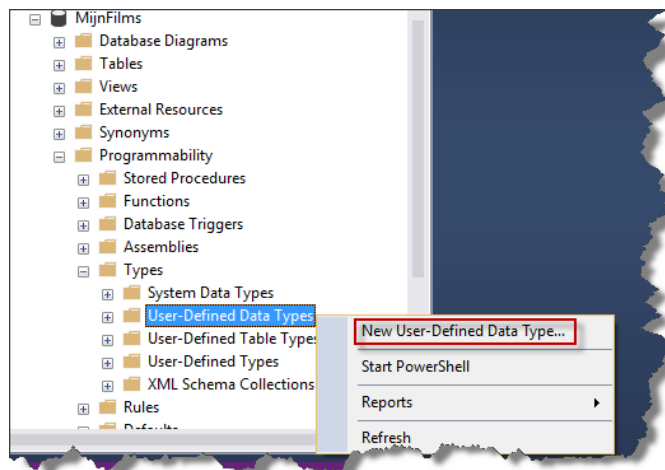 MijnFilms
Database Diagrams
Tables
Views
External Resources
Synonyms
Programmability
Stored Procedures
Functions
Database Triggers
Assemblies
Types
System Data Types
User-Defined Data Types
User-Defined Table Types
User-Defined Types
XML Schema Collections
Rules
Defaults
New User-Defined Data Type...
Start PowerShell
Reports
Refresh